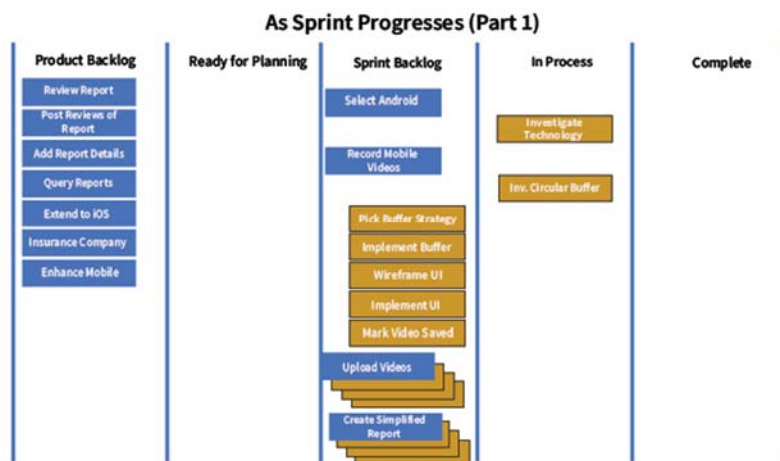 As Sprint Progresses (Part 1)
Product Backlog
Review Report
Post Reviews of
Report
Add Report Details
Query Reports
Extend to iOS
Insurance Company
Enhance Mobile
Ready for Planning
Sprint Backlog
Select Android
Record Mobile
Videos
Pick Buffer Strategy
Implement Buffer
Wireframe UI
Implement UI
Mark Video Saved
Upload Videos
Create Simplified
Report
In Process
Investigate
Technology
Inv. Circular Buffer
Complete